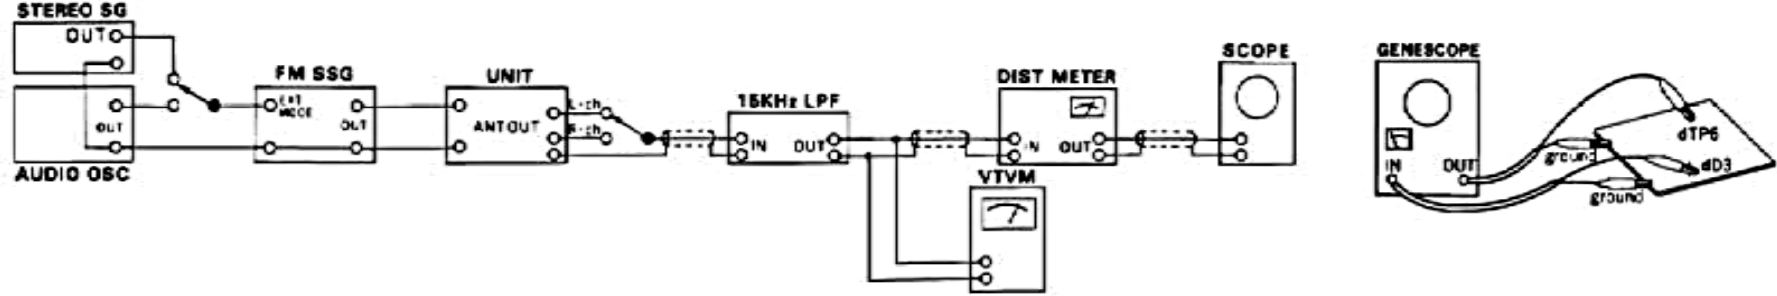 STEREO SG
OUT
OUT
AUDIO OSC
FM SSG
EXT
MODE
OUT
UNIT
ANT OUT
L-ch
R-ch
15KHz LPF
IN
OUT
DIST METER
IN
OUT
VTVM
SCOPE
GENESCOPE
IN
OUT
dTP6
ground
dD3
ground